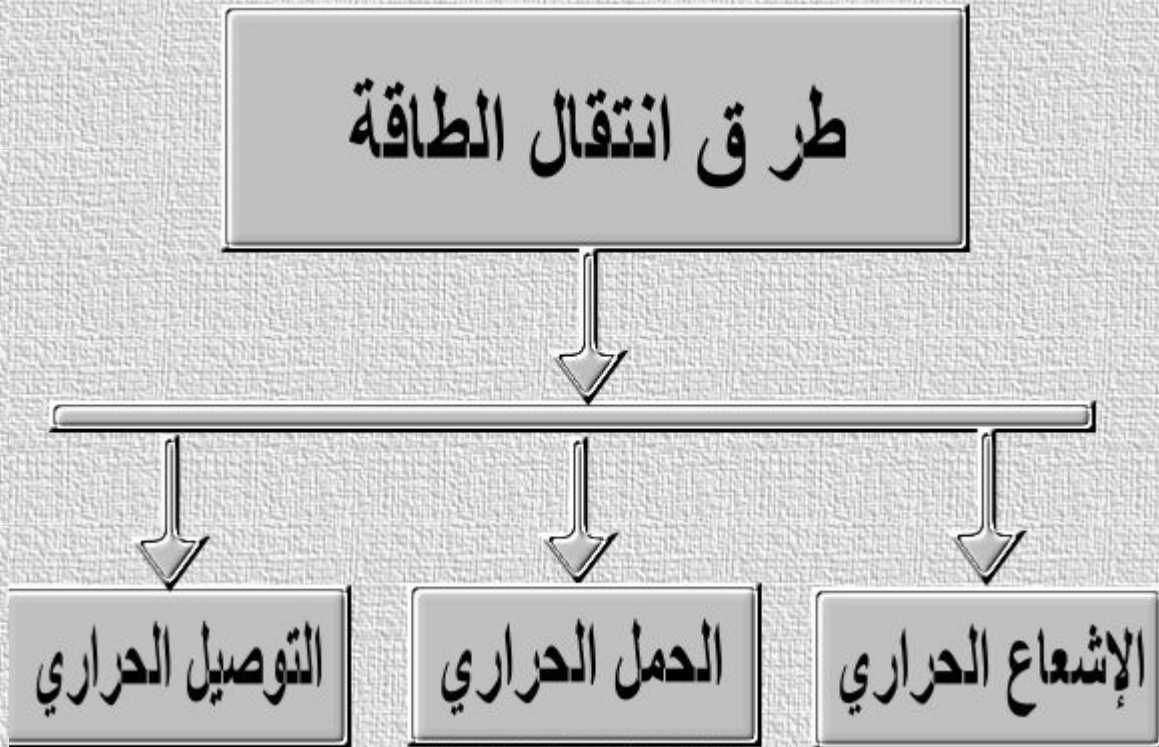 طر ق انتقال الطاقة
الإشعاع الحراري
الحمل الحراري
التوصيل الحراري